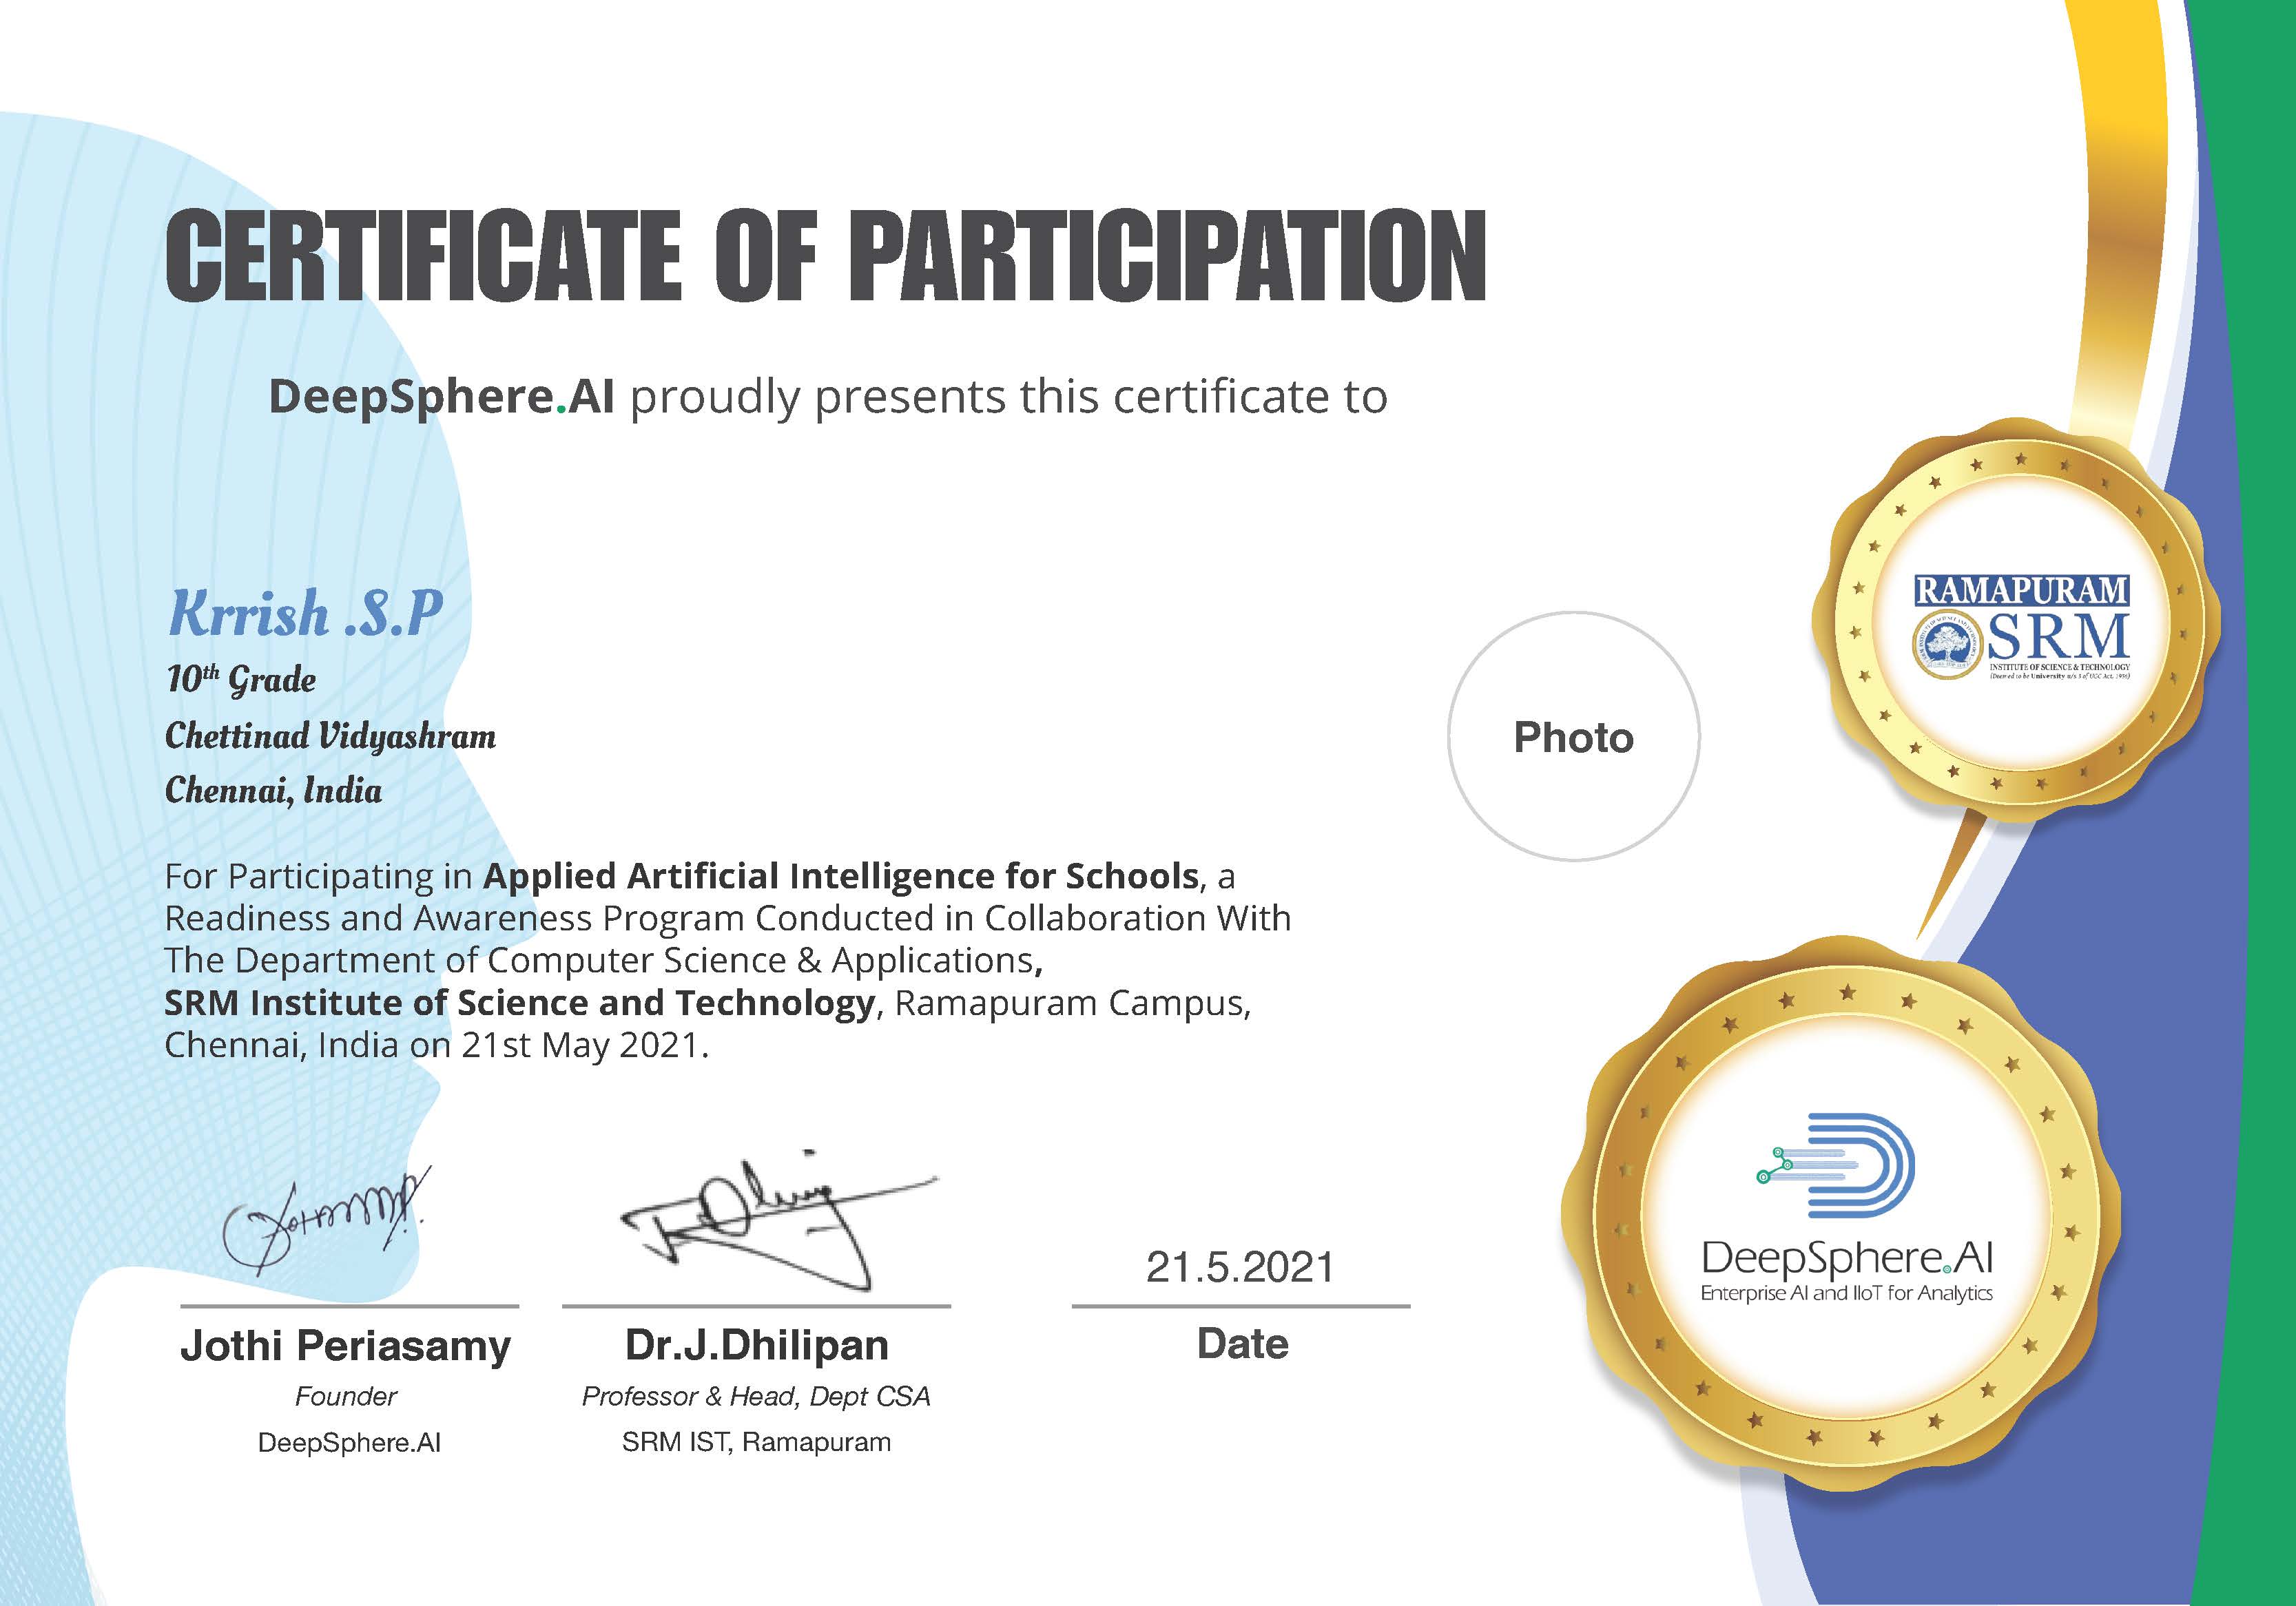 CERTIFICATE OF PARTICIPATION
DeepSphere.AI proudly presents this certificate to
Krrish .S.P
10th Grade
Chettinad Vidyashram
Chennai, India
Photo
For Participating in Applied Artificial Intelligence for Schools, a
Readiness and Awareness Program Conducted in Collaboration With
The Department of Computer Science & Applications,
SRM Institute of Science and Technology, Ramapuram Campus,
Chennai, India on 21st May 2021.
21.5.2021
Jothi Periasamy
Founder
DeepSphere.AI
Dr.J.Dhilipan
Professor & Head, Dept CSA
SRM IST, Ramapuram
Date
RAMAPURAM
SRM
INSTITUTE OF SCIENCE & TECHNOLOGY
(Deemed to be University u/s 3 of UGC Act, 1956)
DeepSphere.AI
Enterprise AI and IIoT for Analytics